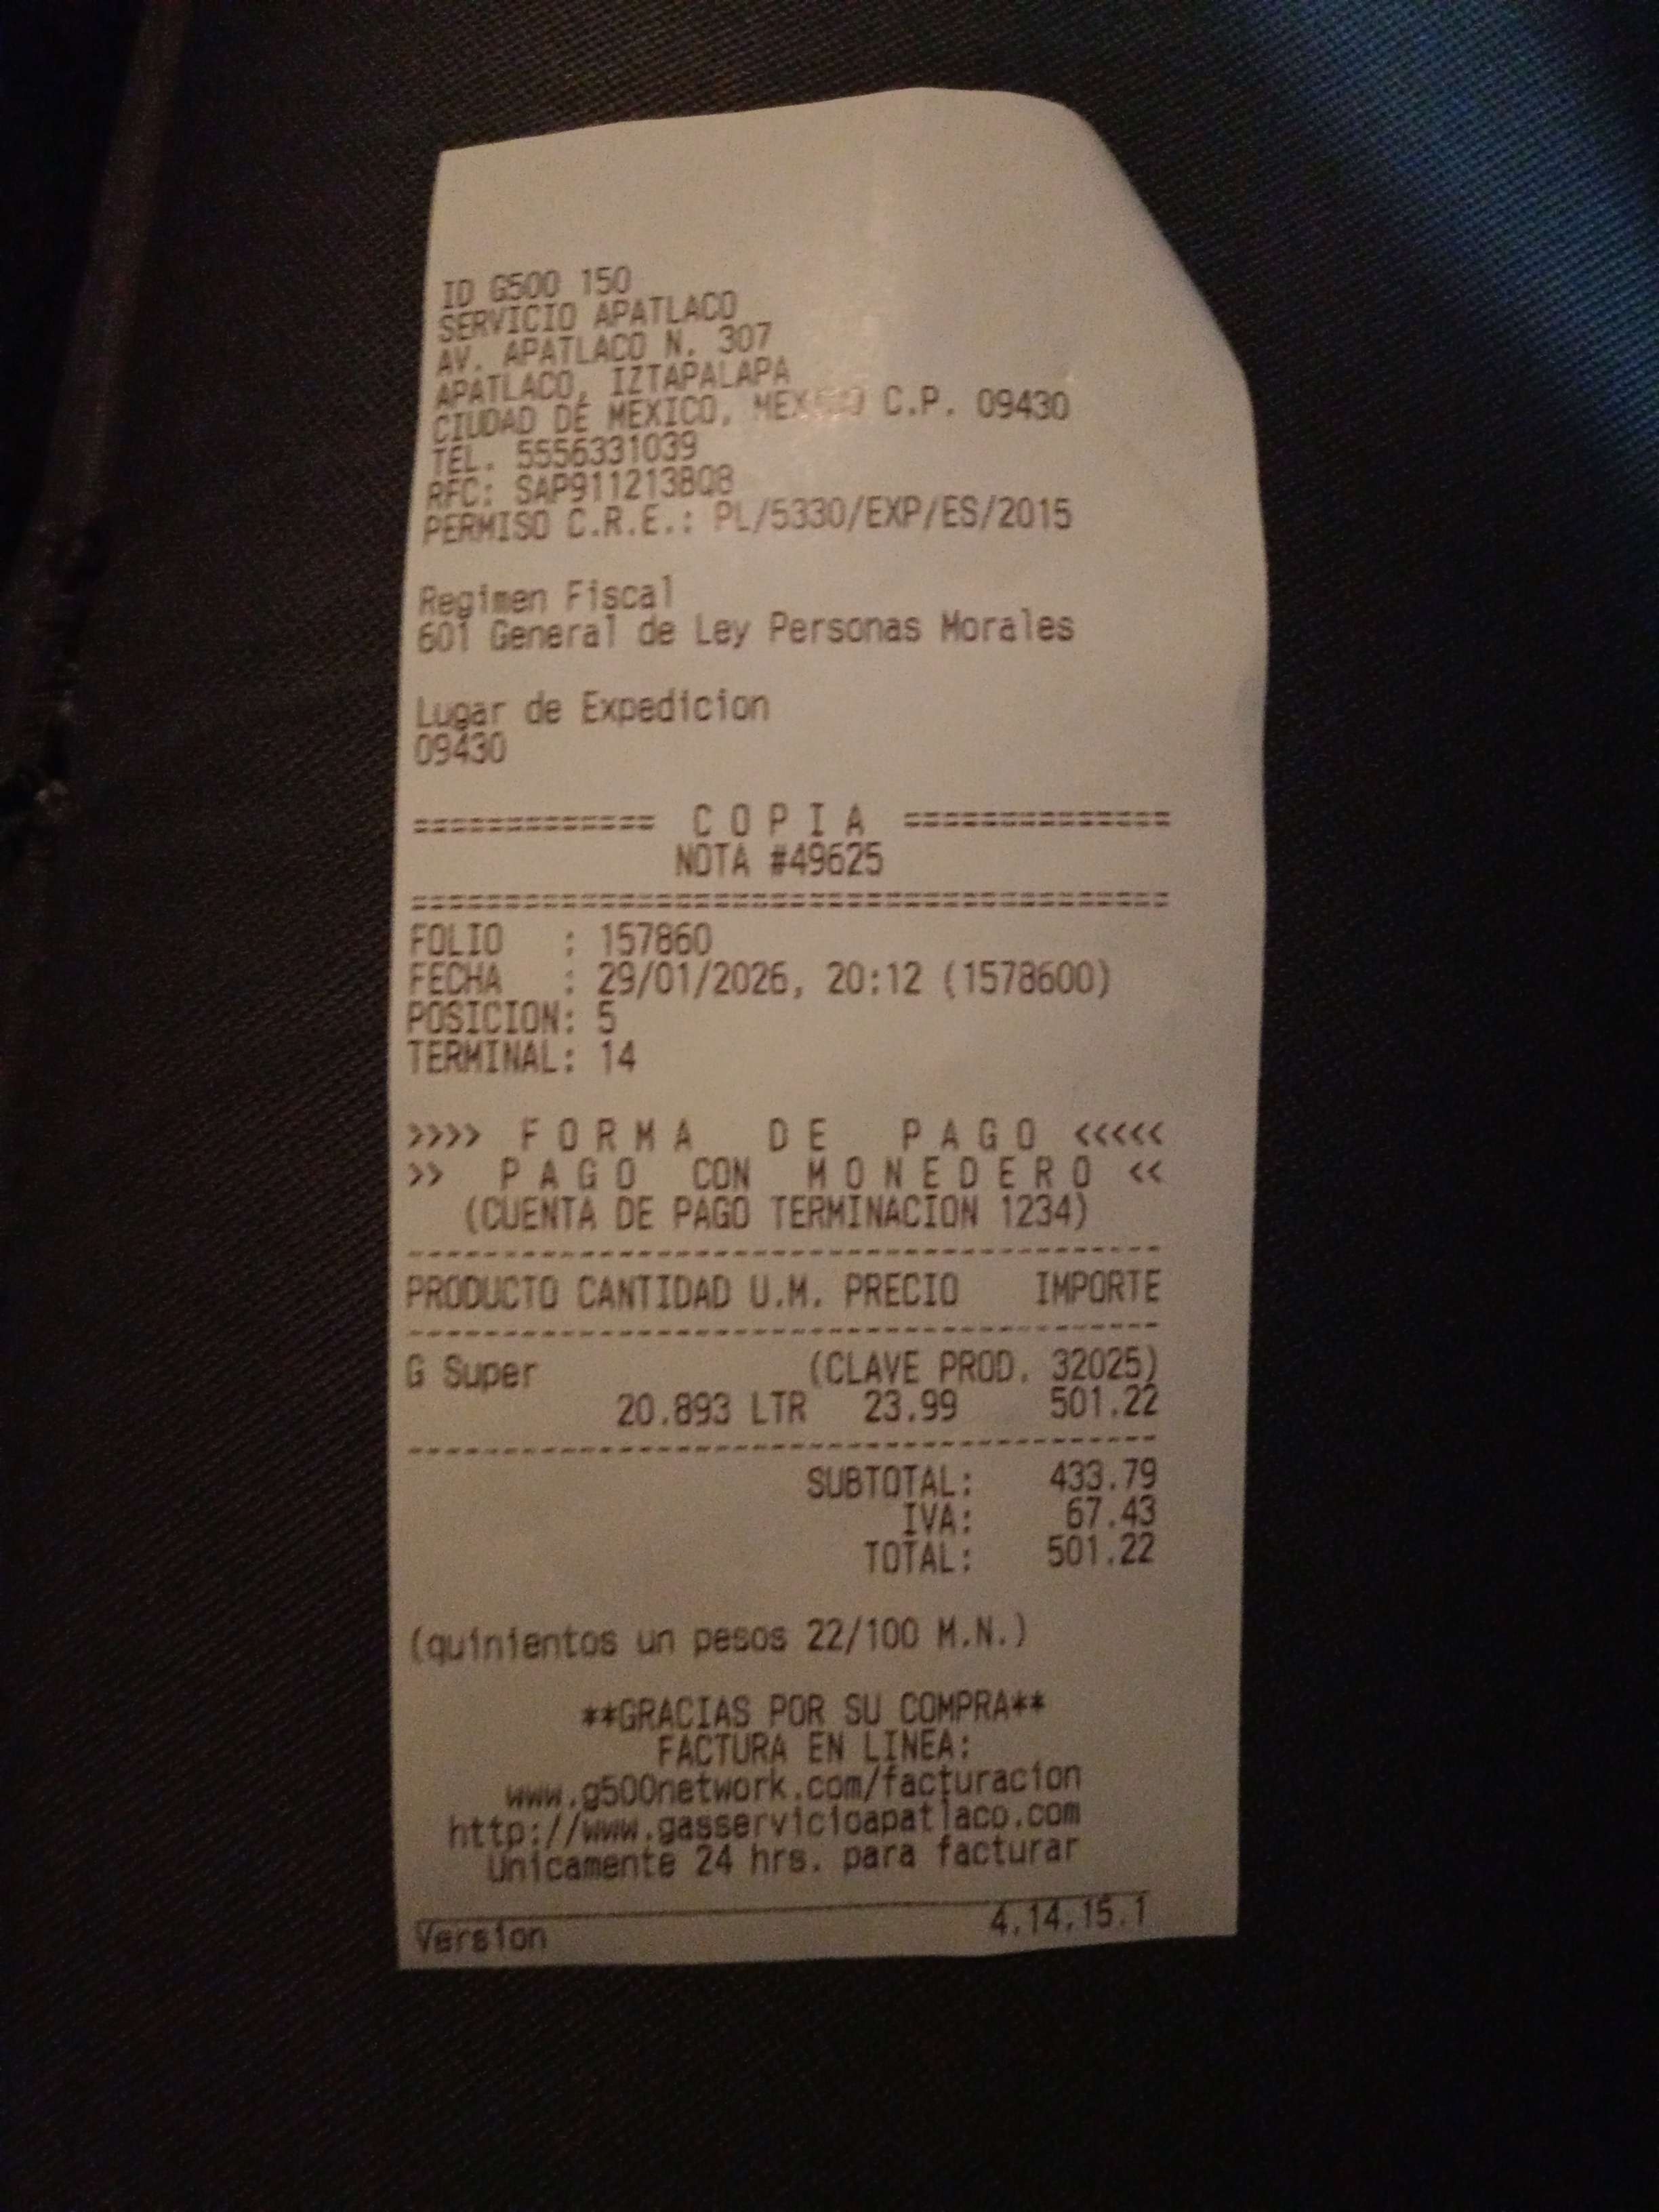 ID G500 150
SERVICIO APATLACO
AV. APATLACO N. 307
APATLACO, IZTAPALAPA
CIUDAD DE MEXICO, MEXICO C.P. 09430
TEL. 5556331039
RFC: SAP911213BQ8
PERMISO C.R.E.: PL/5330/EXP/ES/2015
Regimen Fiscal
601 General de Ley Personas Morales
Lugar de Expedicion
09430
============= C O P I A ==============
NOTA #49625
========================================
FOLIO : 157860
FECHA : 29/01/2026, 20:12 (1578600)
POSICION: 5
TERMINAL: 14
>>>> F O R M A D E P A G O <<<<<
>> P A G O CON M O N E D E R O <<
(CUENTA DE PAGO TERMINACION 1234)
----------------------------------------
PRODUCTO CANTIDAD U.M. PRECIO IMPORTE
----------------------------------------
G Super (CLAVE PROD. 32025)
20.893 LTR 23.99 501.22
----------------------------------------
SUBTOTAL: 433.79
IVA: 67.43
TOTAL: 501.22
(quinientos un pesos 22/100 M.N.)
**GRACIAS POR SU COMPRA**
FACTURA EN LINEA:
www.g500network.com/facturacion
http://www.gasservicioapatlaco.com
Unicamente 24 hrs. para facturar
Version 4.14.15.1